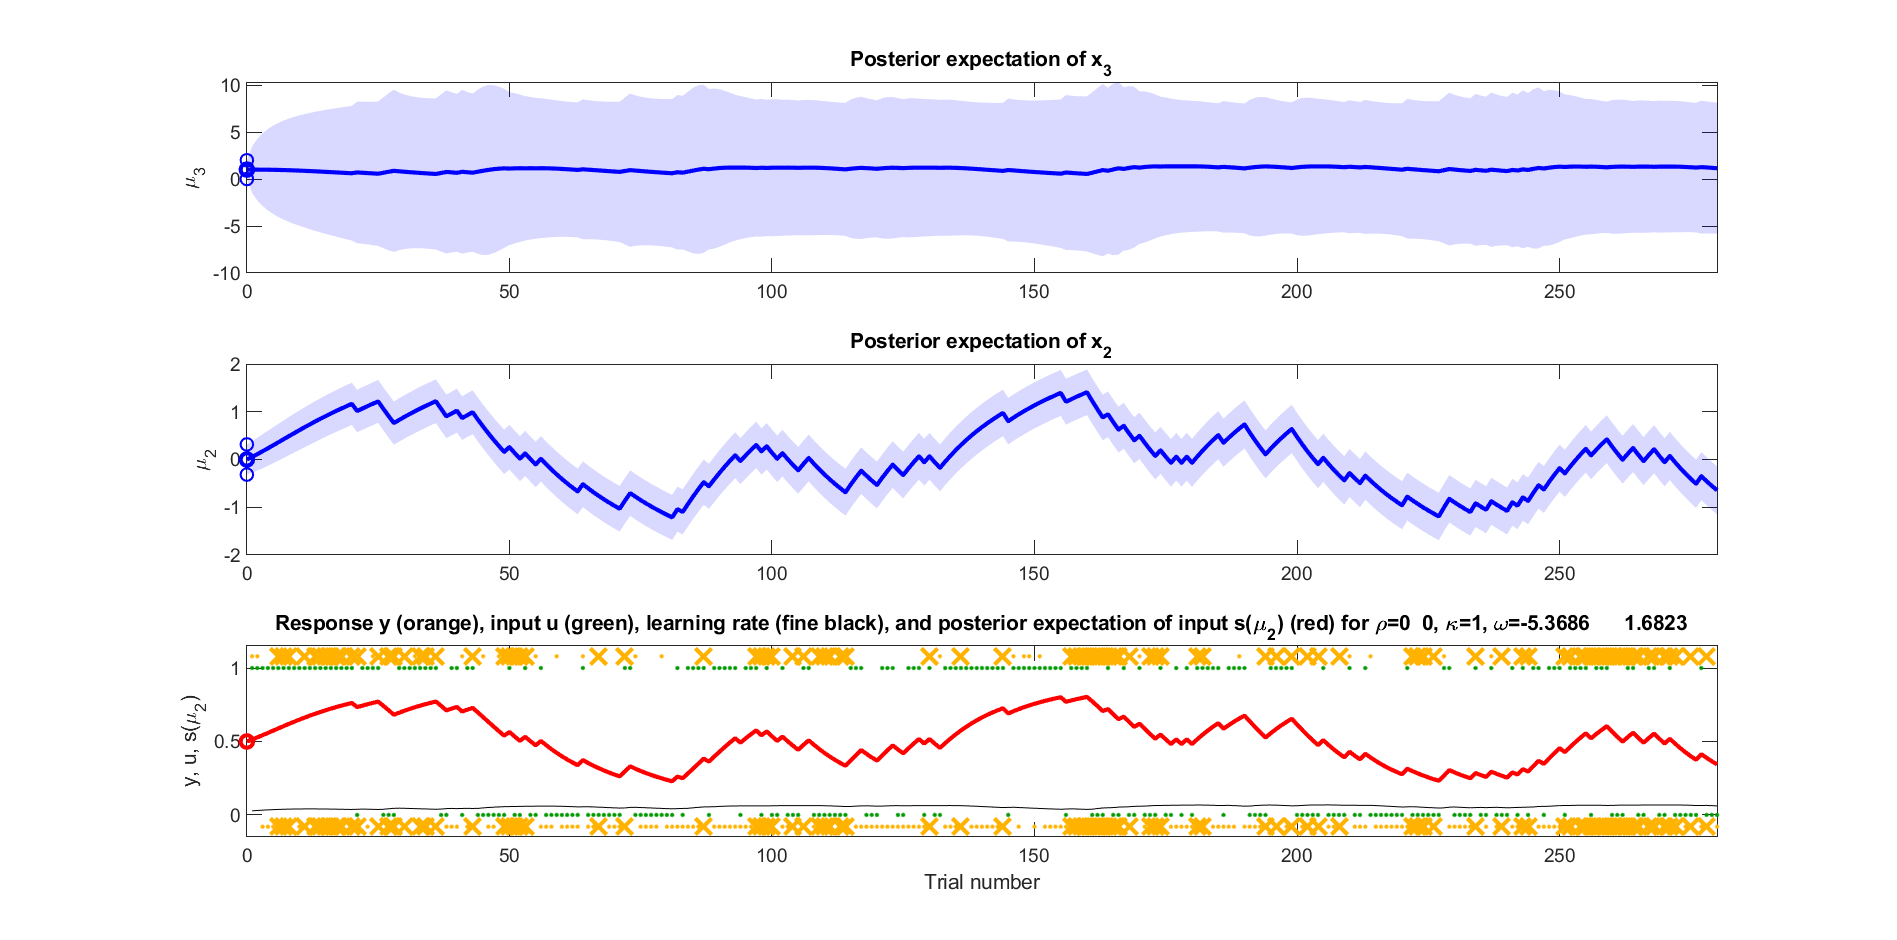 Posterior expectation of x₃
10
5
0
-5
-10
μ₃
0 50 100 150 200 250
Posterior expectation of x₂
2
1
0
-1
-2
μ₂
0 50 100 150 200 250
Response y (orange), input u (green), learning rate (fine black), and posterior expectation of input s(μ₂) (red) for ρ=0 0, κ=1, ω=-5.3686 1.6823
1
0.5
0
y, u, s(μ₂)
0 50 100 150 200 250
Trial number